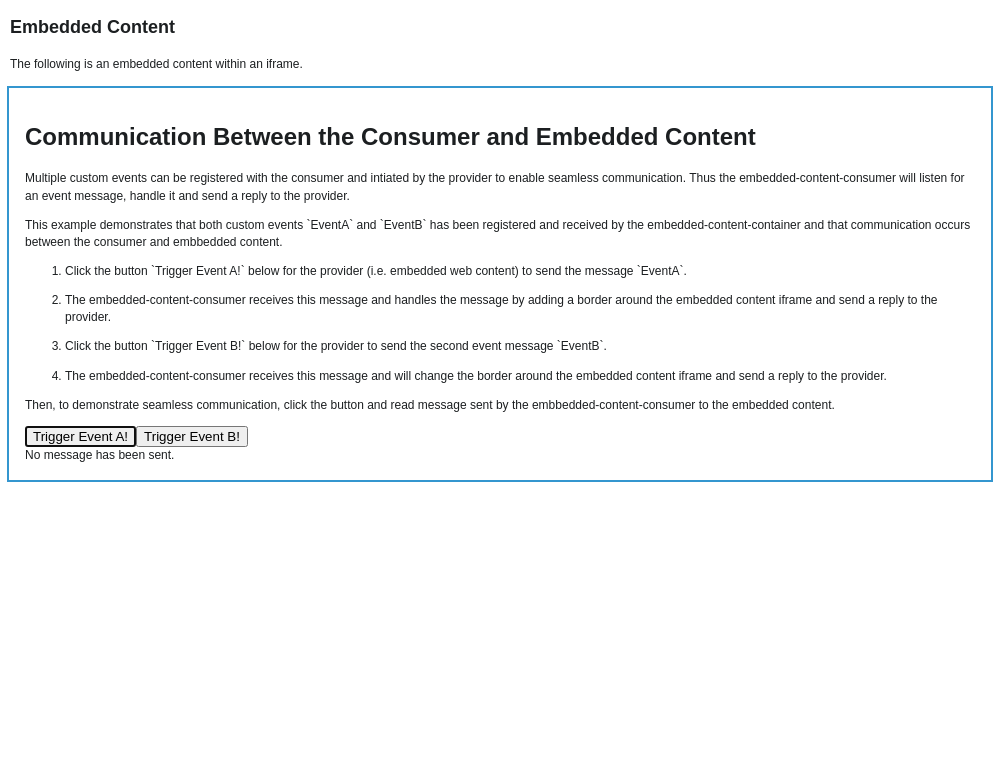 Embedded Content
The following is an embedded content within an iframe.
Communication Between the Consumer and Embedded Content
Multiple custom events can be registered with the consumer and intiated by the provider to enable seamless communication. Thus the embedded-content-consumer will listen for
an event message, handle it and send a reply to the provider.
This example demonstrates that both custom events `EventA` and `EventB` has been registered and received by the embedded-content-container and that communication occurs
between the consumer and embbedded content.
1. Click the button `Trigger Event A!` below for the provider (i.e. embedded web content) to send the message `EventA`.
2. The embedded-content-consumer receives this message and handles the message by adding a border around the embedded content iframe and send a reply to the
provider.
3. Click the button `Trigger Event B!` below for the provider to send the second event message `EventB`.
4. The embedded-content-consumer receives this message and will change the border around the embedded content iframe and send a reply to the provider.
Then, to demonstrate seamless communication, click the button and read message sent by the embbedded-content-consumer to the embedded content.
Trigger Event A! Trigger Event B!
No message has been sent.